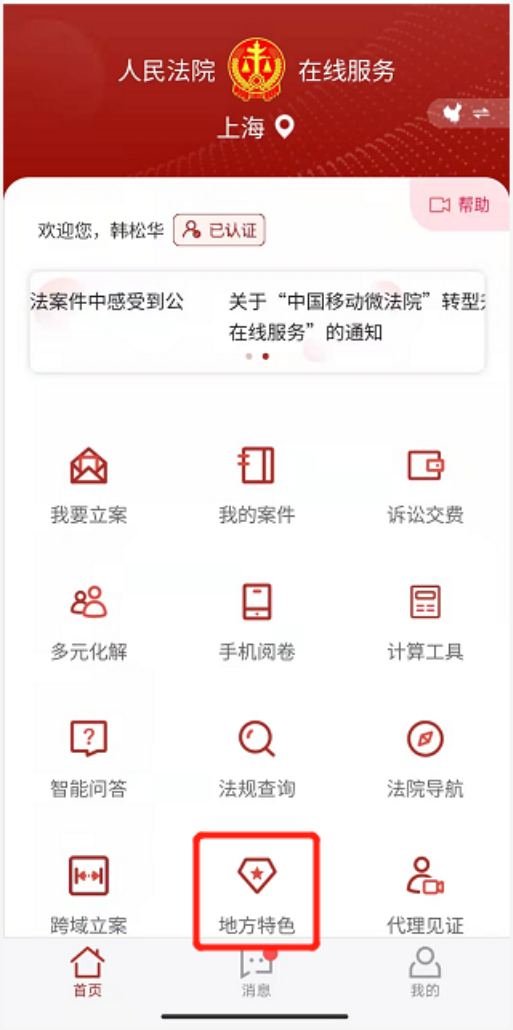 人民法院 在线服务
上海
帮助
欢迎您，韩松华 已认证
法案件中感受到公
关于“中国移动微法院”转型
在线服务”的通知
我要立案 我的案件 诉讼交费
多元化解 手机阅卷 计算工具
?
智能问答 法规查询 法院导航
跨域立案 地方特色 代理见证
首页 消息 我的